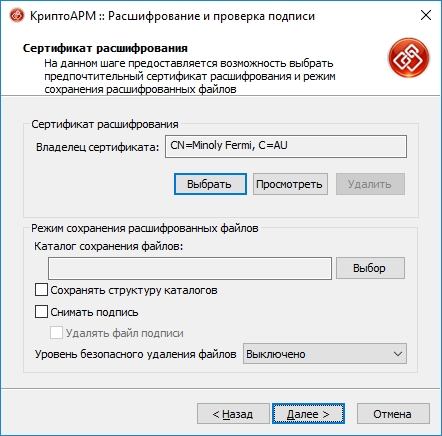 КриптоАРМ :: Расшифрование и проверка подписи
Сертификат расшифрования
На данном шаге предоставляется возможность выбрать
предпочтительный сертификат расшифрования и режим
сохранения расшифрованных файлов
Сертификат расшифрования
Владелец сертификата: CN=Minoly Fermi, C=AU
Выбрать Просмотреть Удалить
Режим сохранения расшифрованных файлов
Каталог сохранения файлов:
Выбор
Сохранять структуру каталогов
Снимать подпись
Удалять файл подписи
Уровень безопасного удаления файлов Выключено
< Назад Далее > Отмена